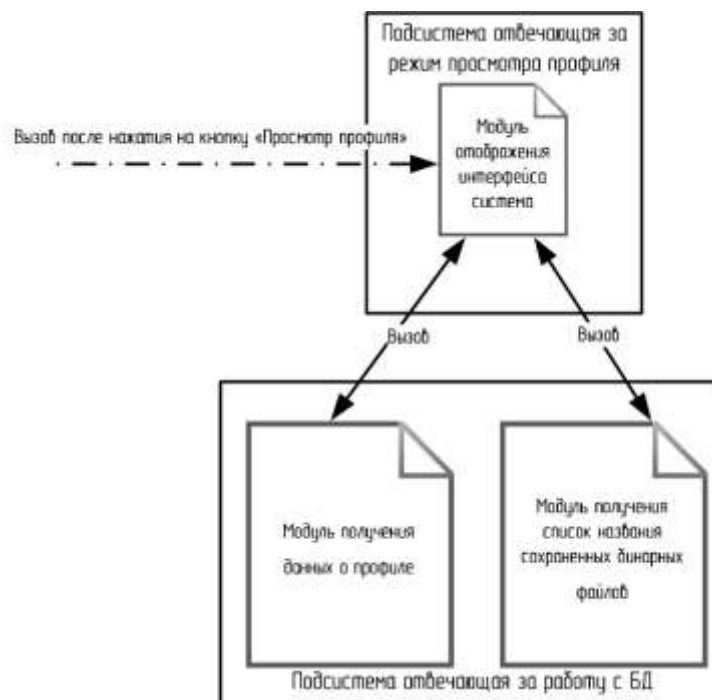 Подсистема отвечающая за
режим просмотра профиля
Вызов после нажатия на кнопку «Просмотр профиля»
Модуль
отображения
интерфейса
система
Вызов
Вызов
Модуль получения
данных о профиле
Модуль получения
список названия
сохраненных бинарных
файлов
Подсистема отвечающая за работу с БД